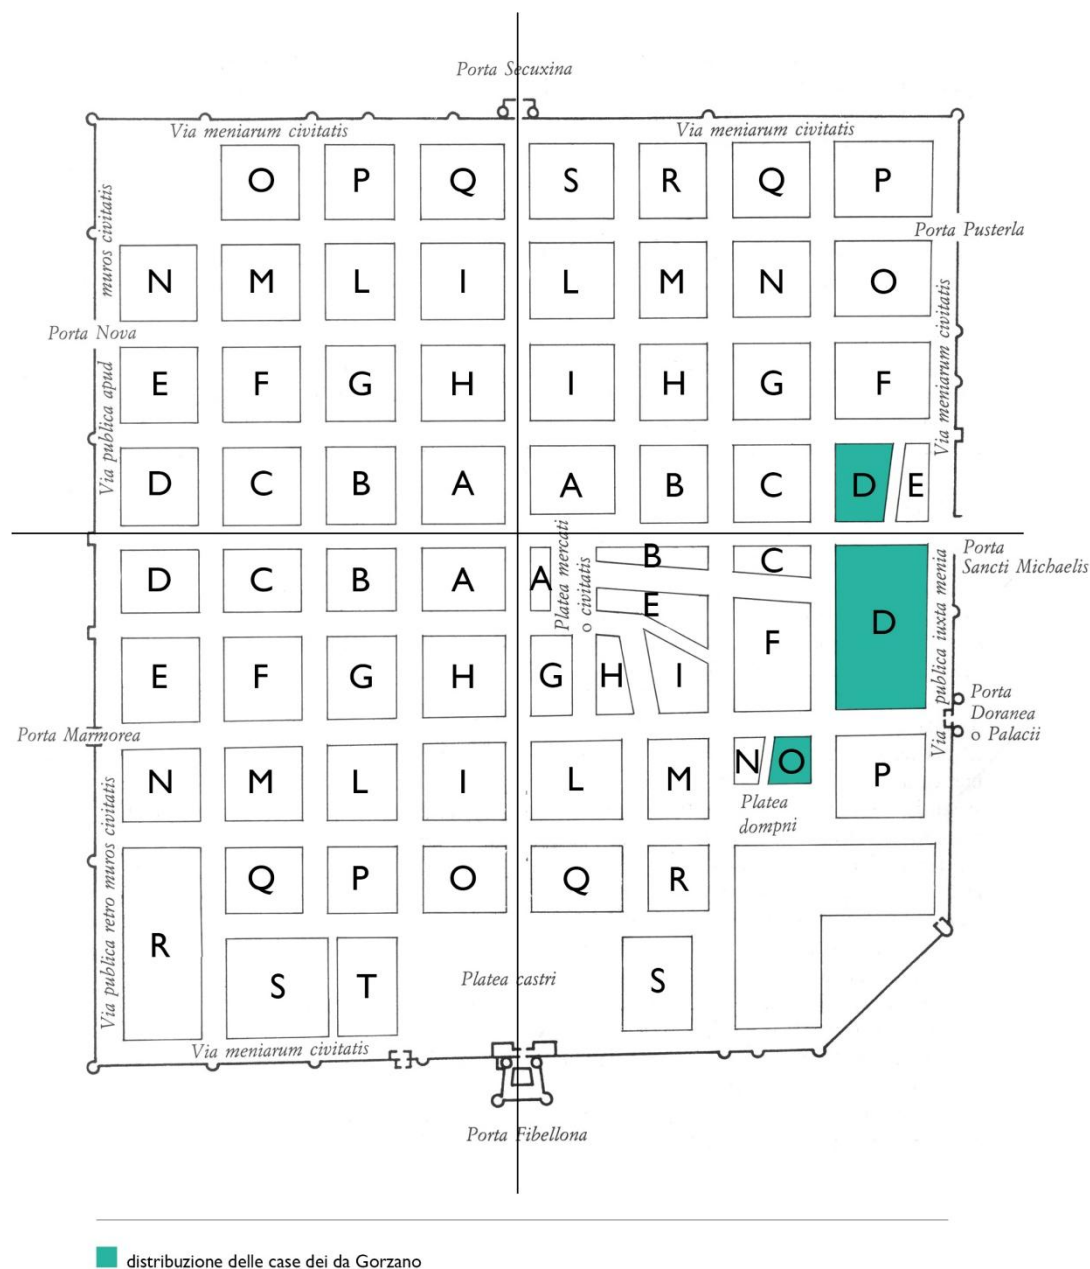 Porta Secuxina
Via meniarum civitatis
Via meniarum civitatis
O P Q S R Q P
muros civitatis
Porta Pusterla
N M L I L M N O
Porta Nova
Via meniarum civitatis
E F G H I H G F
Via publica apud
D C B A A B C D E
Platea mercati
o civitatis
Porta
Sancti Michaelis
D C B A A B C
E
D
Via publica iuxta menia
E F G H G H I F
Porta
Doranea
o Palacii
Porta Marmorea
N M L I L M N O P
Platea
dompni
Via publica retro muros civitatis
Q P O Q R
R
S T
Platea castri
S
Via meniarum civitatis
Porta Fibellona
distribuzione delle case dei da Gorzano